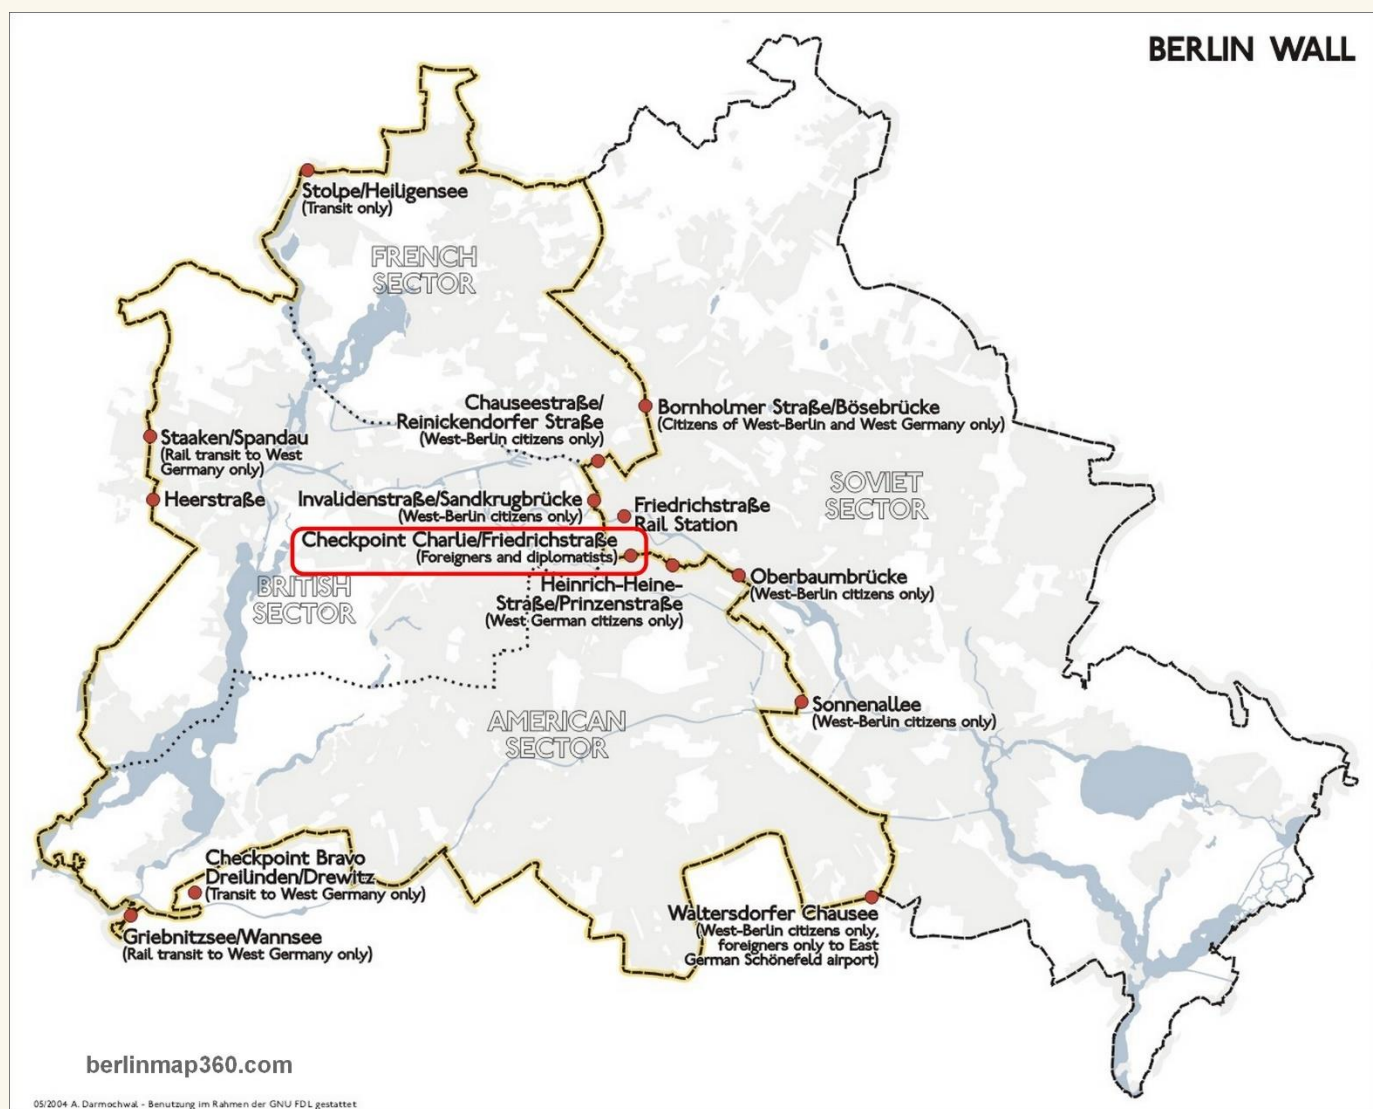 BERLIN WALL
Stolpe/Heiligensee
(Transit only)
FRENCH
SECTOR
Chauseestraße/
Reinickendorfer Straße
(West-Berlin citizens only)
Bornholmer Straße/Bösebrücke
(Citizens of West-Berlin and West Germany only)
Staaken/Spandau
(Rail transit to West
Germany only)
Heerstraße
Invalidenstraße/Sandkrugbrücke
(West-Berlin citizens only)
Friedrichstraße
Rail Station
SOVIET
SECTOR
Checkpoint Charlie/Friedrichstraße
(Foreigners and diplomatists)
BRITISH
SECTOR
Heinrich-Heine-
Straße/Prinzenstraße
(West German citizens only)
Oberbaumbrücke
(West-Berlin citizens only)
Sonnenallee
(West-Berlin citizens only)
AMERICAN
SECTOR
Checkpoint Bravo
Dreilinden/Drewitz
(Transit to West Germany only)
Griebnitzsee/Wannsee
(Rail transit to West Germany only)
Waltersdorfer Chausee
(West-Berlin citizens only,
foreigners only to East
German Schönefeld airport)
berlinmap360.com
05/2004 A. Darmochwal - Benutzung im Rahmen der GNU FDL gestattet